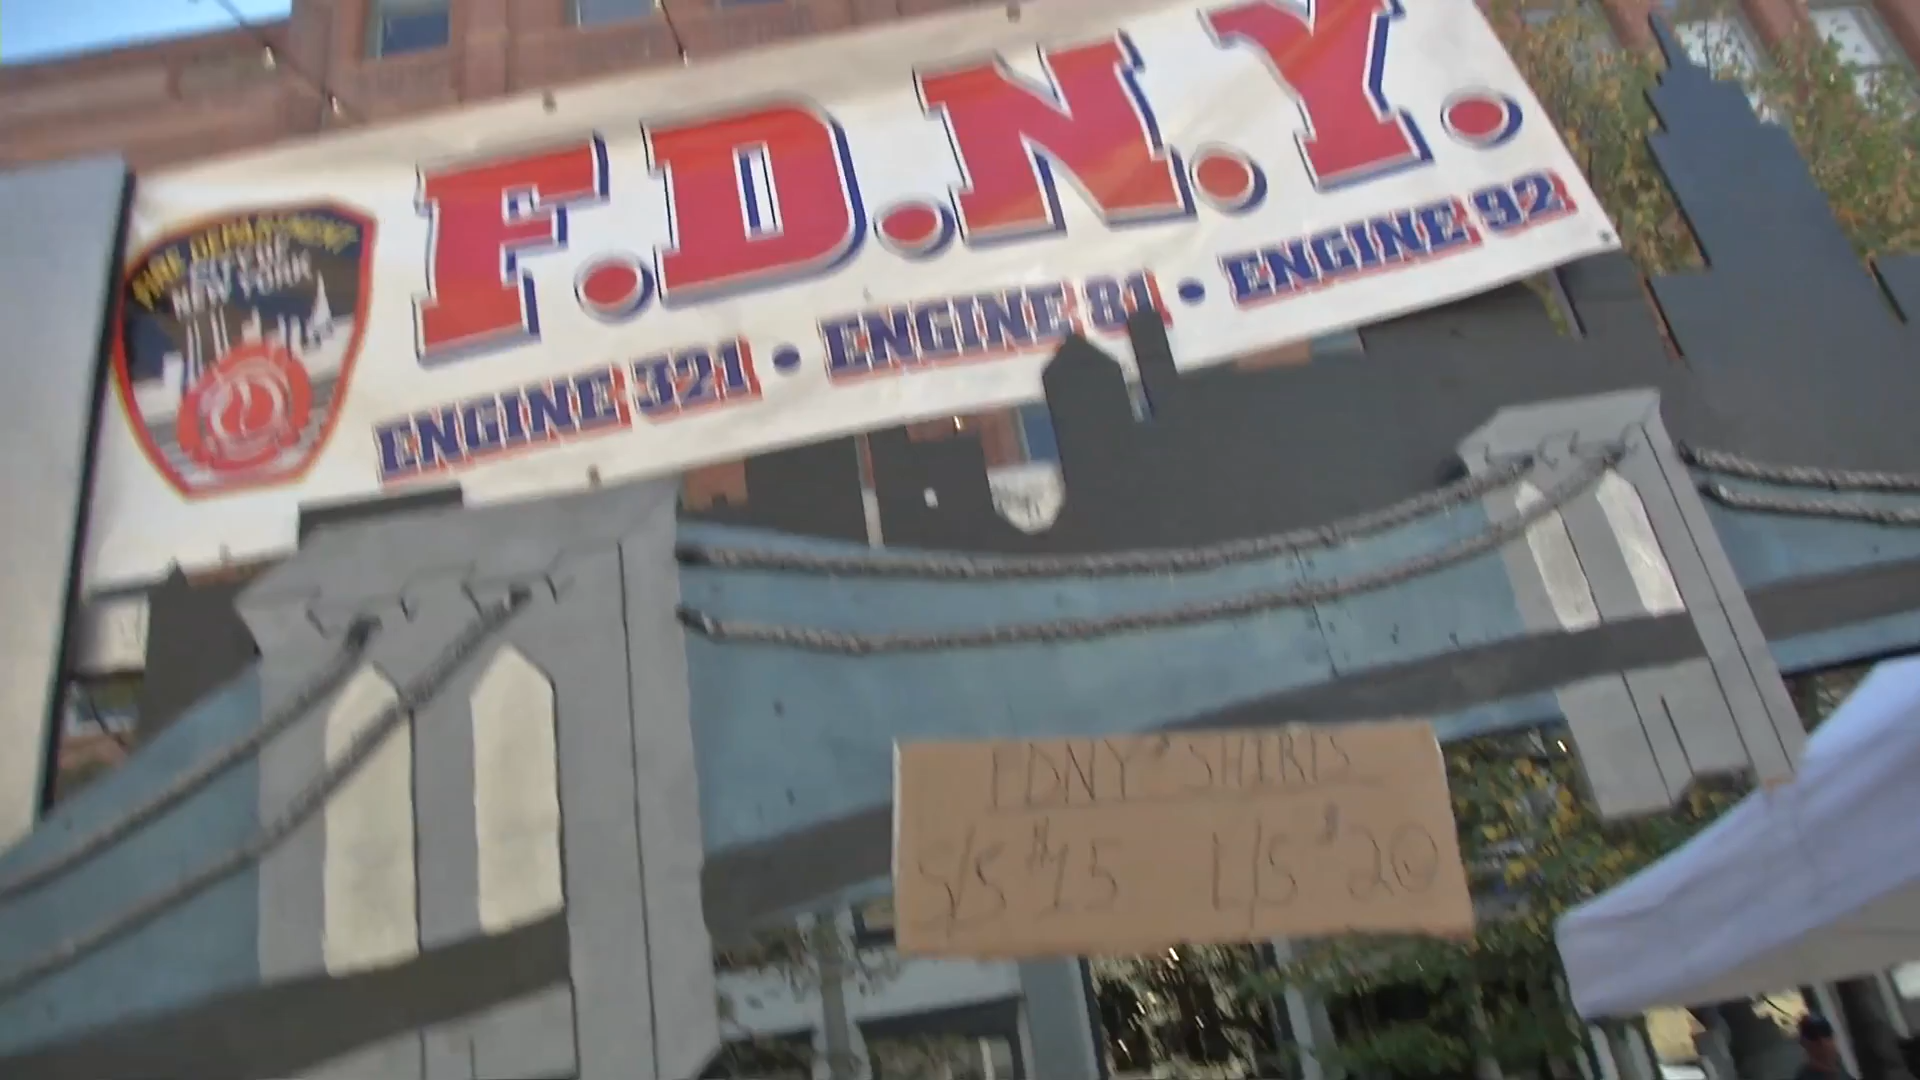 F.D.N.Y.
FIRE DEPARTMENT
CITY OF
NEW YORK
ENGINE 321 • ENGINE 81 • ENGINE 92
FDNY SHIRTS
S/S $15 L/S $20